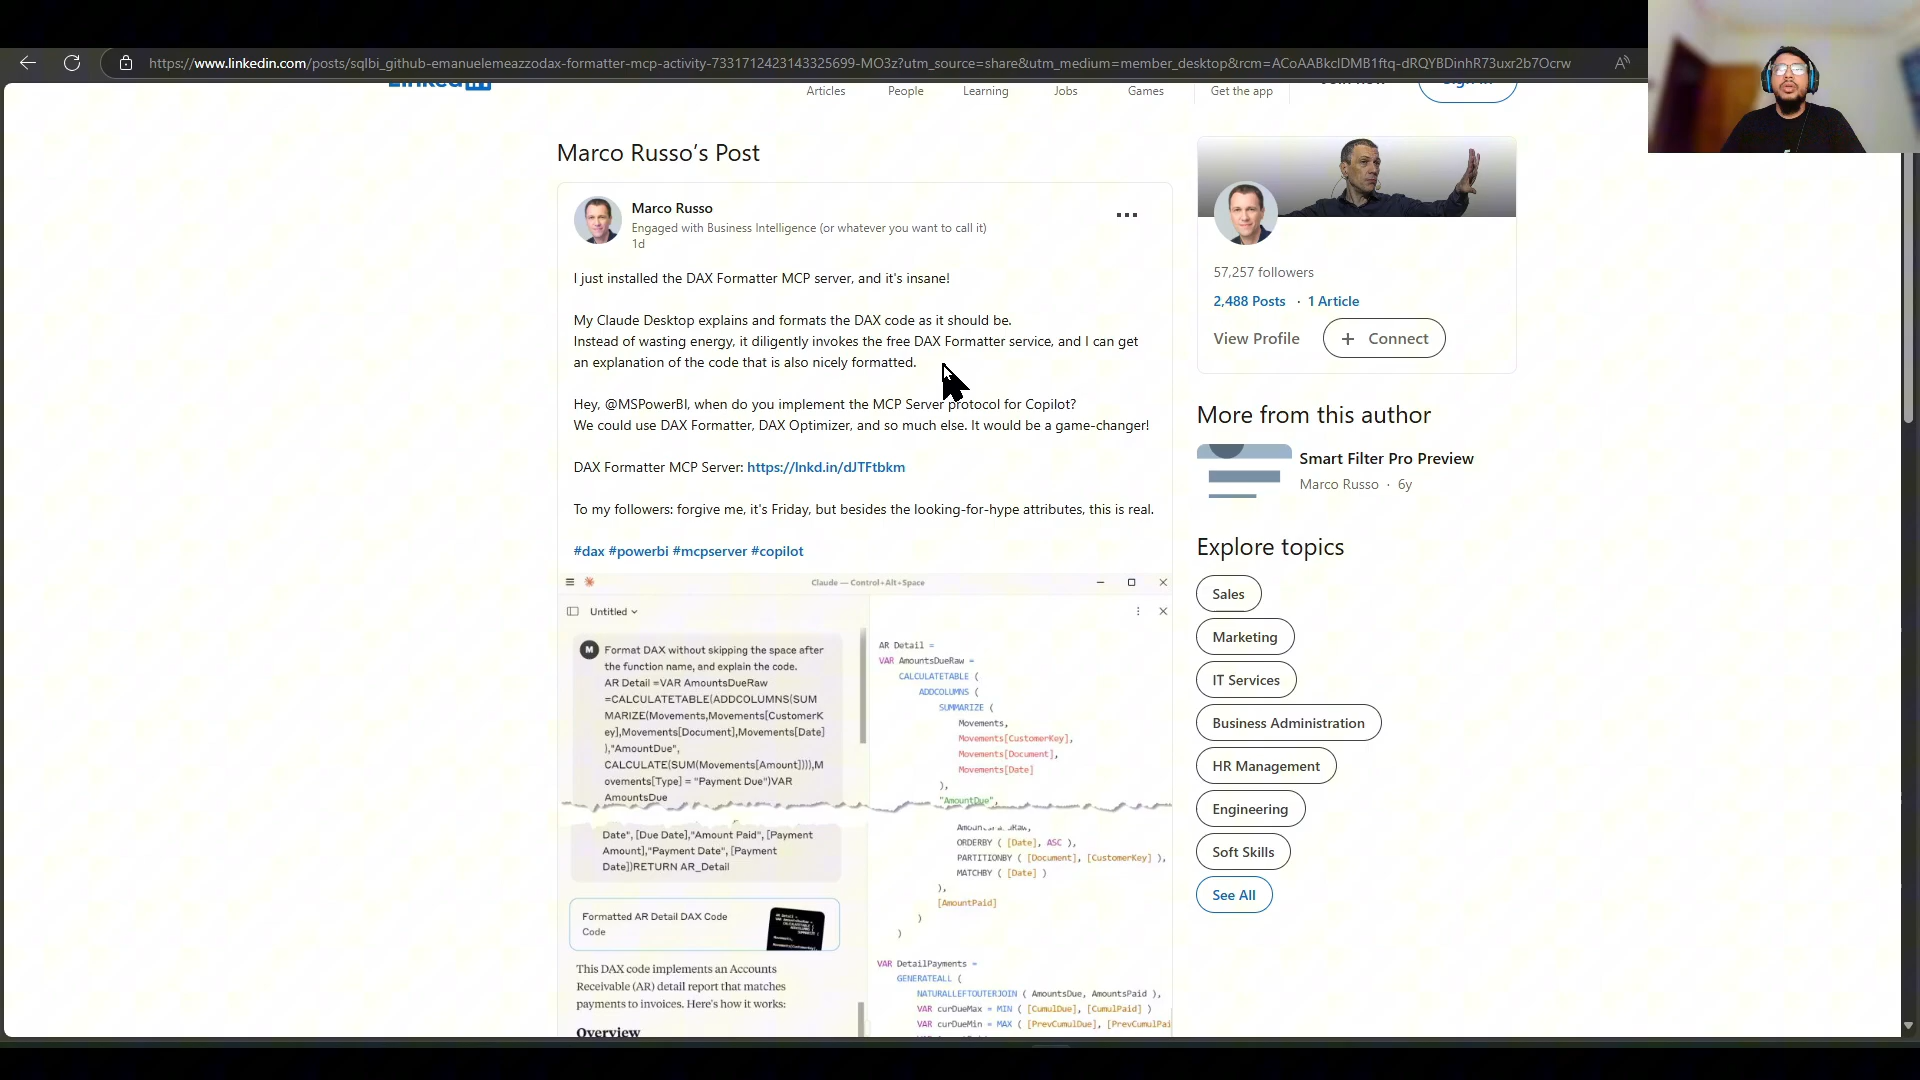 https://www.linkedin.com/posts/sqlbi_github-emanuelemeazzodax-formatter-mcp-activity-7331712423143325699-MO3z?utm_source=share&utm_medium=member_desktop&rcm=ACoAABkclDMB1ftq-dRQYBDinhR73uxr2b7Ocrw
Articles People Learning Jobs Games Get the app
Marco Russo’s Post
Marco Russo
Engaged with Business Intelligence (or whatever you want to call it)
1d
I just installed the DAX Formatter MCP server, and it's insane!
My Claude Desktop explains and formats the DAX code as it should be.
Instead of wasting energy, it diligently invokes the free DAX Formatter service, and I can get
an explanation of the code that is also nicely formatted.
Hey, @MSPowerBI, when do you implement the MCP Server protocol for Copilot?
We could use DAX Formatter, DAX Optimizer, and so much else. It would be a game-changer!
DAX Formatter MCP Server: https://lnkd.in/dJTFtbkm
To my followers: forgive me, it's Friday, but besides the looking-for-hype attributes, this is real.
#dax #powerbi #mcpserver #copilot
Claude — Control+Alt+Space
Untitled
M
Format DAX without skipping the space after
the function name, and explain the code.
AR Detail =VAR AmountsDueRaw
=CALCULATETABLE(ADDCOLUMNS(SUM
MARIZE(Movements,Movements[CustomerK
ey],Movements[Document],Movements[Date]
),"AmountDue",
CALCULATE(SUM(Movements[Amount]))),M
ovements[Type] = "Payment Due")VAR
AmountsDue
Date", [Due Date],"Amount Paid", [Payment
Amount],"Payment Date", [Payment
Date])RETURN AR_Detail
Formatted AR Detail DAX Code
Code
This DAX code implements an Accounts
Receivable (AR) detail report that matches
payments to invoices. Here's how it works:
Overview
AR Detail =
VAR AmountsDueRaw =
CALCULATETABLE (
ADDCOLUMNS (
SUMMARIZE (
Movements,
Movements[CustomerKey],
Movements[Document],
Movements[Date]
),
"AmountDue",
ORDERBY ( [Date], ASC ),
PARTITIONBY ( [Document], [CustomerKey] ),
MATCHBY ( [Date] )
),
[AmountPaid]
)
)
VAR DetailPayments =
GENERATEALL (
NATURALLEFTOUTERJOIN ( AmountsDue, AmountsPaid ),
VAR curDueMax = MIN ( [CumulDue], [CumulPaid] )
VAR curDueMin = MAX ( [PrevCumulDue], [PrevCumulPai
57,257 followers
2,488 Posts · 1 Article
View Profile
+ Connect
More from this author
Smart Filter Pro Preview
Marco Russo · 6y
Explore topics
Sales
Marketing
IT Services
Business Administration
HR Management
Engineering
Soft Skills
See All